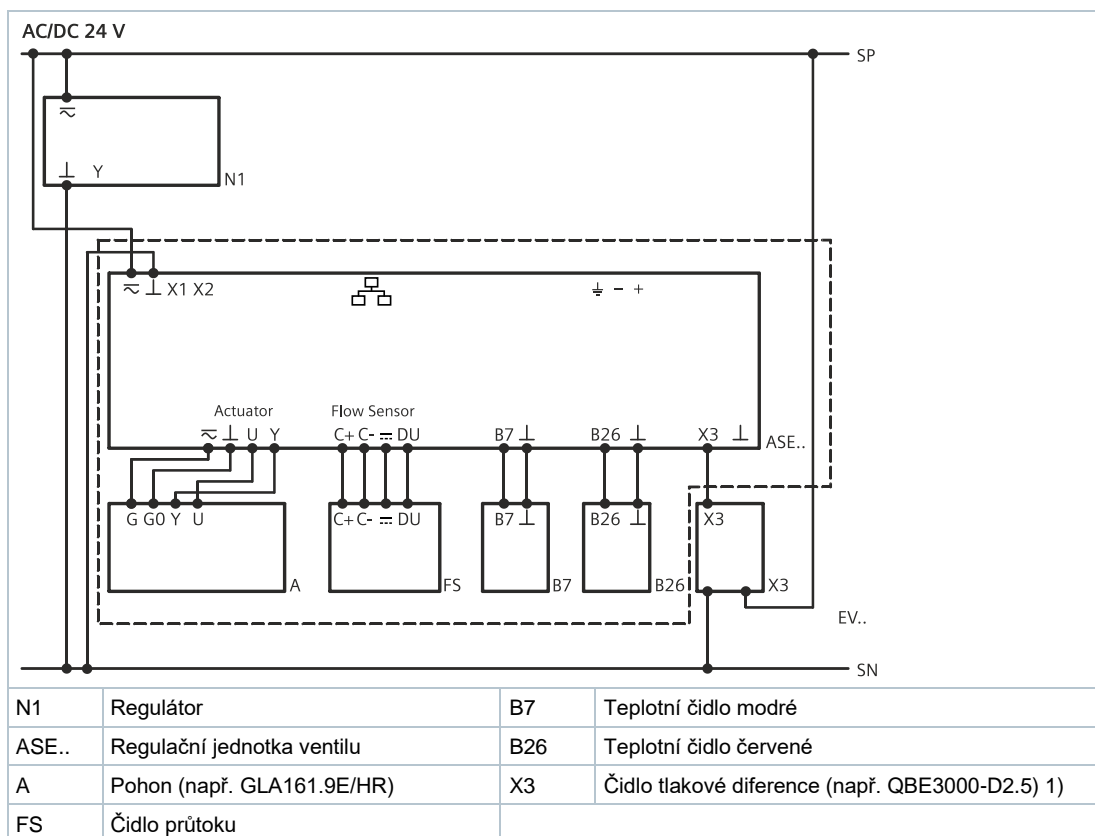 AC/DC 24 V
SP
⏦ 
⊥ Y
N1
⏦ ⊥ X1 X2
⏚ - +
Actuator Flow Sensor
⏦ ⊥ U Y C+ C- ⎓ DU B7 ⊥ B26 ⊥ X3 ⊥
ASE..
G G0 Y U C+ C- ⎓ DU B7 ⊥ B26 ⊥ X3
A FS B7 B26 X3
EV..
SN
N1 Regulátor B7 Teplotní čidlo modré
ASE.. Regulační jednotka ventilu B26 Teplotní čidlo červené
A Pohon (např. GLA161.9E/HR) X3 Čidlo tlakové diference (např. QBE3000-D2.5) 1)
FS Čidlo průtoku